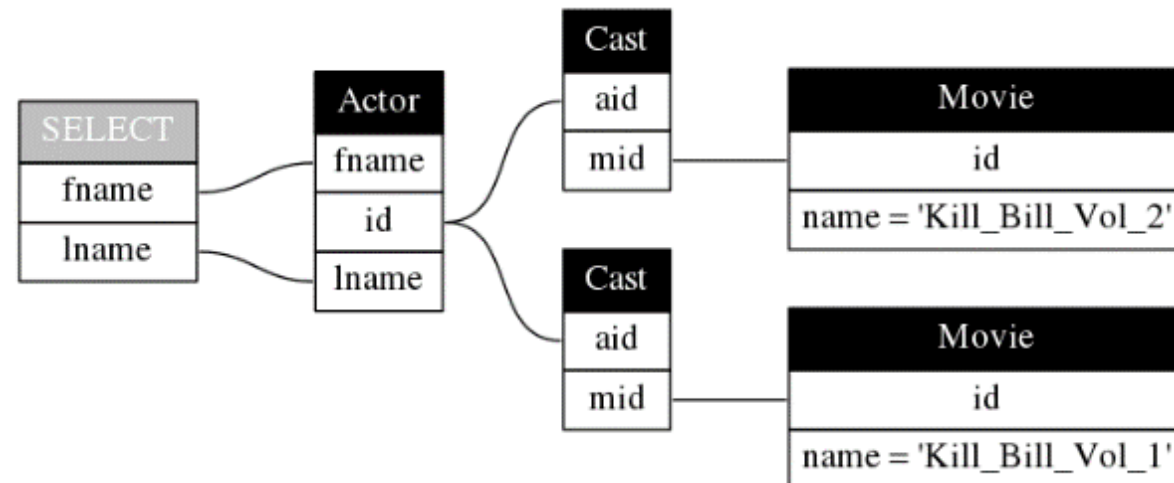 SELECT
fname
lname
Actor
fname
id
lname
Cast
aid
mid
Cast
aid
mid
Movie
id
name = 'Kill_Bill_Vol_2'
Movie
id
name = 'Kill_Bill_Vol_1'